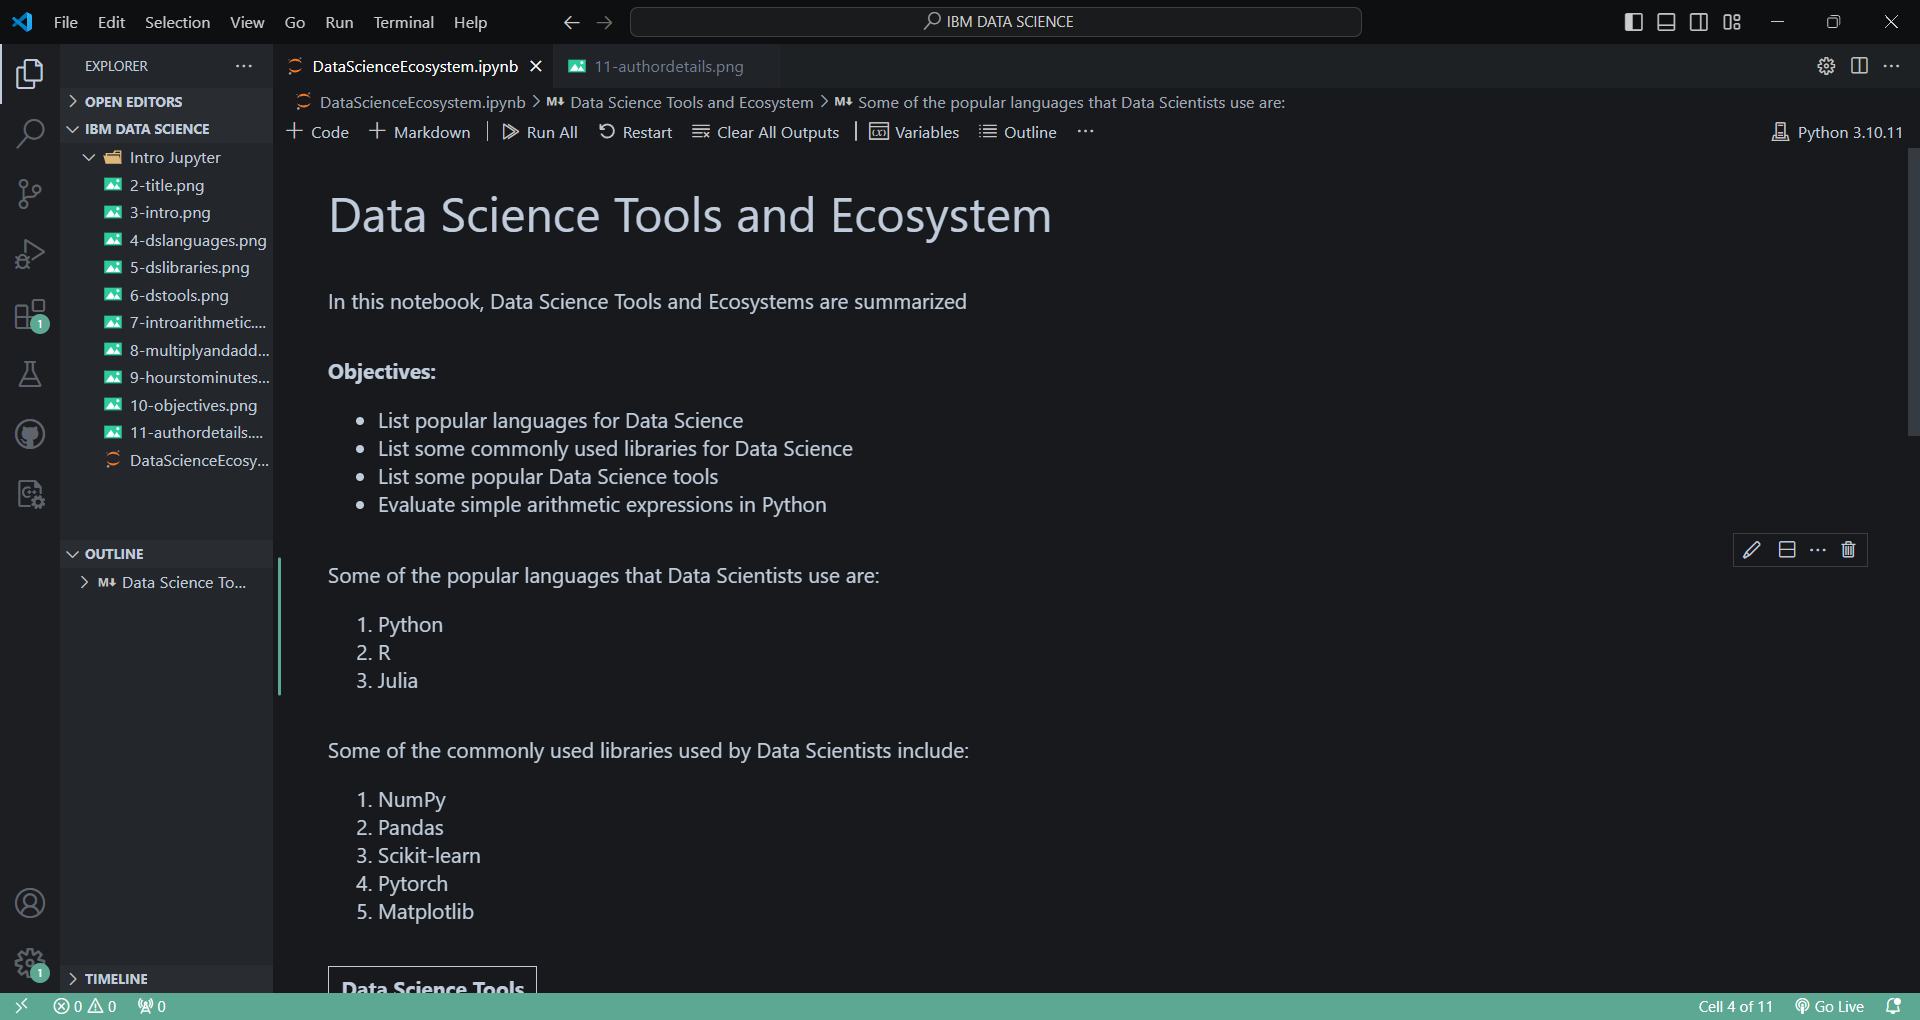 File Edit Selection View Go Run Terminal Help
IBM DATA SCIENCE
EXPLORER
OPEN EDITORS
IBM DATA SCIENCE
Intro Jupyter
2-title.png
3-intro.png
4-dslanguages.png
5-dslibraries.png
6-dstools.png
7-introarithmetic....
8-multiplyandadd...
9-hourstominutes...
10-objectives.png
11-authordetails....
DataScienceEcosy...
OUTLINE
M↓ Data Science To...
TIMELINE
DataScienceEcosystem.ipynb
11-authordetails.png
DataScienceEcosystem.ipynb > M↓ Data Science Tools and Ecosystem > M↓ Some of the popular languages that Data Scientists use are:
+ Code + Markdown | Run All Restart Clear All Outputs | Variables Outline ...
Python 3.10.11
Data Science Tools and Ecosystem
In this notebook, Data Science Tools and Ecosystems are summarized
Objectives:
• List popular languages for Data Science
• List some commonly used libraries for Data Science
• List some popular Data Science tools
• Evaluate simple arithmetic expressions in Python
Some of the popular languages that Data Scientists use are:
1. Python
2. R
3. Julia
Some of the commonly used libraries used by Data Scientists include:
1. NumPy
2. Pandas
3. Scikit-learn
4. Pytorch
5. Matplotlib
Data Science Tools
1
1
0 0 0
Cell 4 of 11 Go Live